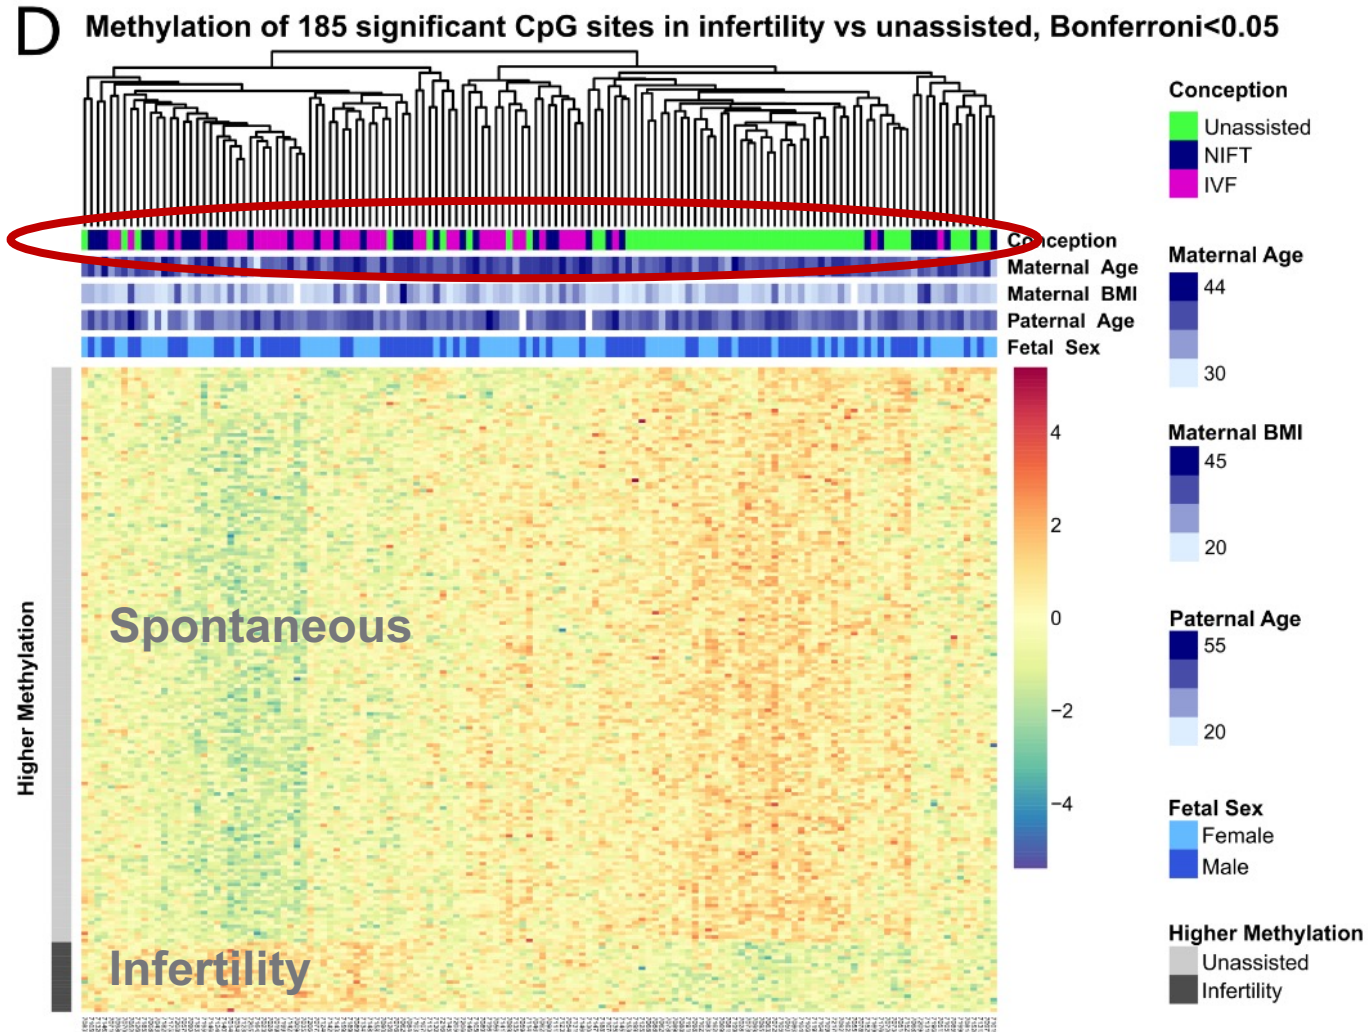 D Methylation of 185 significant CpG sites in infertility vs unassisted, Bonferroni<0.05
Conception
Maternal Age
Maternal BMI
Paternal Age
Fetal Sex
Higher Methylation
Spontaneous
Infertility
4
2
0
−2
−4
Conception
Unassisted
NIFT
IVF
Maternal Age
44
30
Maternal BMI
45
20
Paternal Age
55
20
Fetal Sex
Female
Male
Higher Methylation
Unassisted
Infertility